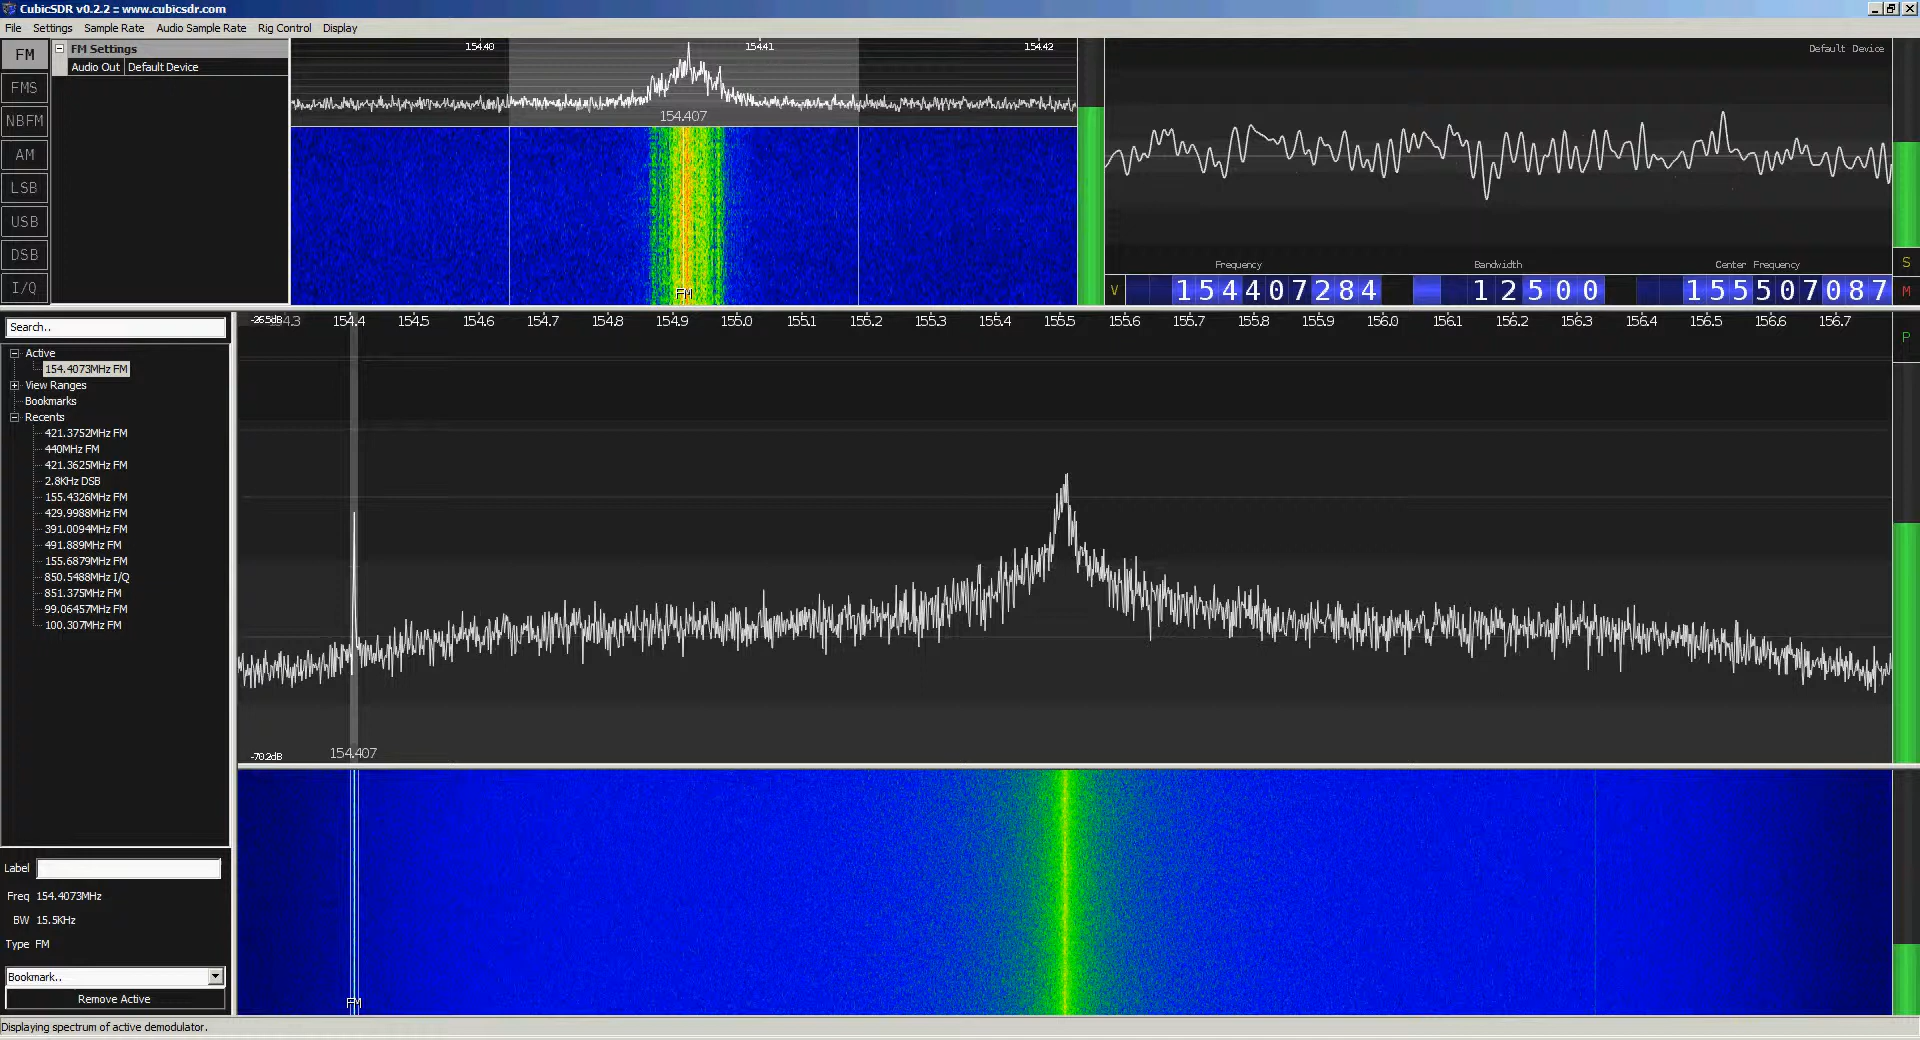 CubicSDR v0.2.2 :: www.cubicsdr.com
File Settings Sample Rate Audio Sample Rate Rig Control Display
FM
FMS
NBFM
AM
LSB
USB
DSB
I/Q
FM Settings
Audio Out Default Device
154.40 154.41 154.42
154.407
FM
Default Device
Frequency Bandwidth Center Frequency
V 154407284 12500 155507087
S
M
P
Search..
Active
154.4073MHz FM
View Ranges
Bookmarks
Recents
421.3752MHz FM
440MHz FM
421.3625MHz FM
2.8KHz DSB
155.4326MHz FM
429.9988MHz FM
391.0094MHz FM
491.889MHz FM
155.6879MHz FM
850.5488MHz I/Q
851.375MHz FM
99.06457MHz FM
100.307MHz FM
-26.5dB 154.3 154.4 154.5 154.6 154.7 154.8 154.9 155.0 155.1 155.2 155.3 155.4 155.5 155.6 155.7 155.8 155.9 156.0 156.1 156.2 156.3 156.4 156.5 156.6 156.7
-70.2dB
154.407
FM
Label
Freq 154.4073MHz
BW 15.5KHz
Type FM
Bookmark..
Remove Active
Displaying spectrum of active demodulator.